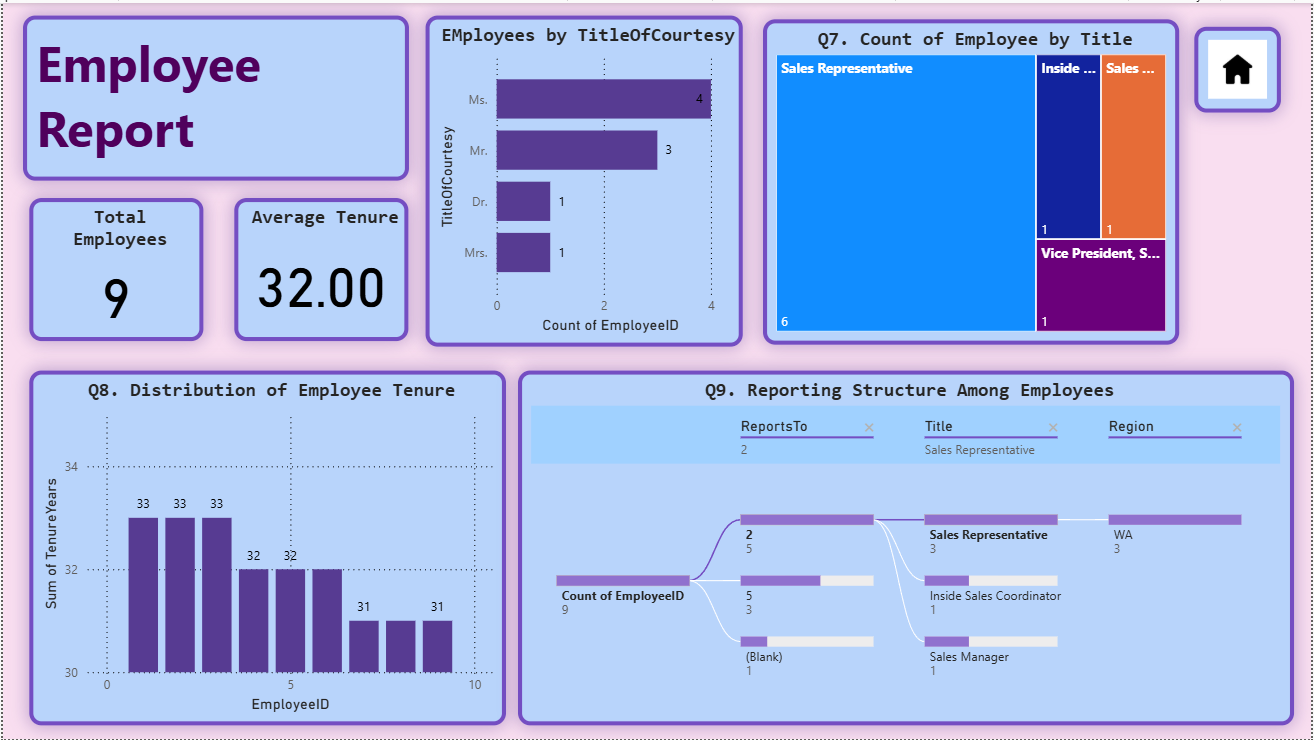 Employee
Report
Total
Employees
9
Average Tenure
32.00
EMployees by TitleOfCourtesy
TitleOfCourtesy
Ms.
4
Mr.
3
Dr.
1
Mrs.
1
0
2
4
Count of EmployeeID
Q7. Count of Employee by Title
Sales Representative
6
Inside ...
1
Sales ...
1
Vice President, S...
1
Q8. Distribution of Employee Tenure
Sum of TenureYears
34
32
30
33
33
33
32
32
31
31
0
5
10
EmployeeID
Q9. Reporting Structure Among Employees
ReportsTo
Title
Region
2
Sales Representative
Count of EmployeeID
9
2
5
5
3
(Blank)
1
Sales Representative
3
Inside Sales Coordinator
1
Sales Manager
1
WA
3